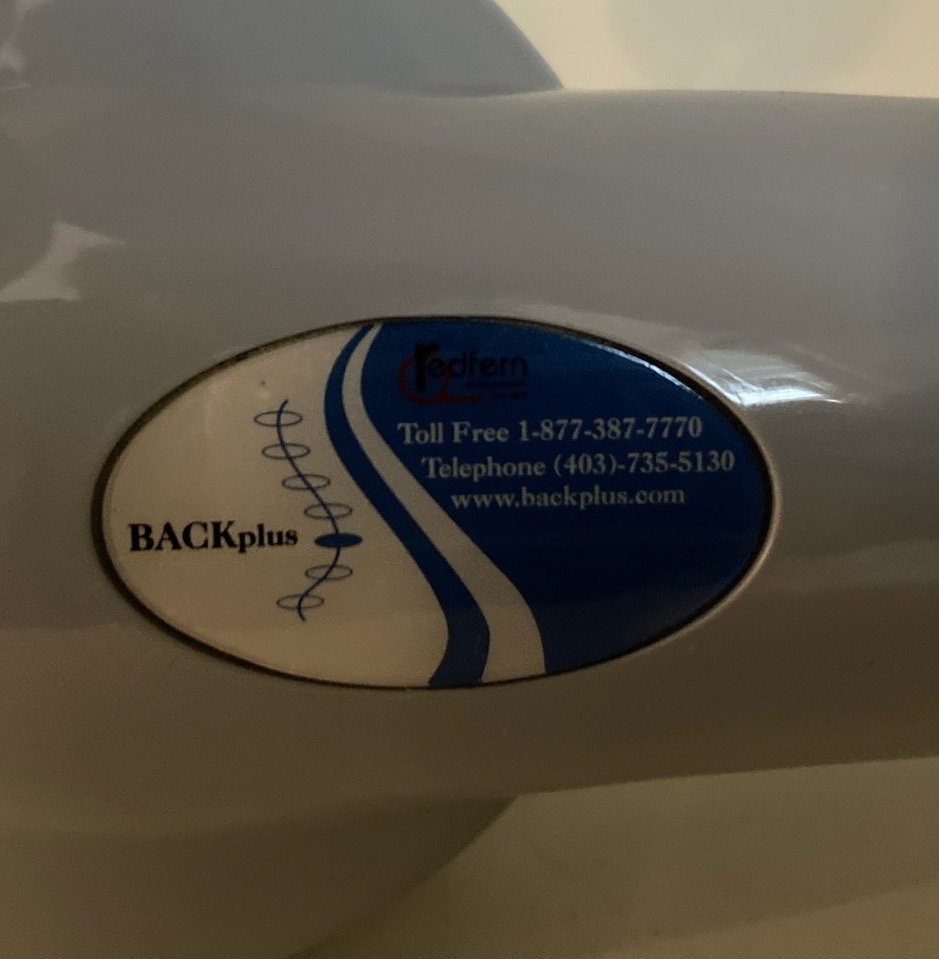 redfern
Toll Free 1-877-387-7770
Telephone (403)-735-5130
www.backplus.com
BACKplus